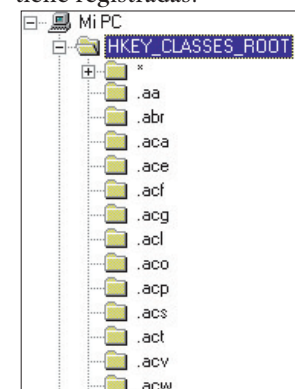 tiene registradas.
Mi PC
HKEY_CLASSES_ROOT
*
.aa
.abr
.aca
.ace
.acf
.acg
.acl
.aco
.acp
.acs
.act
.acv
.acw